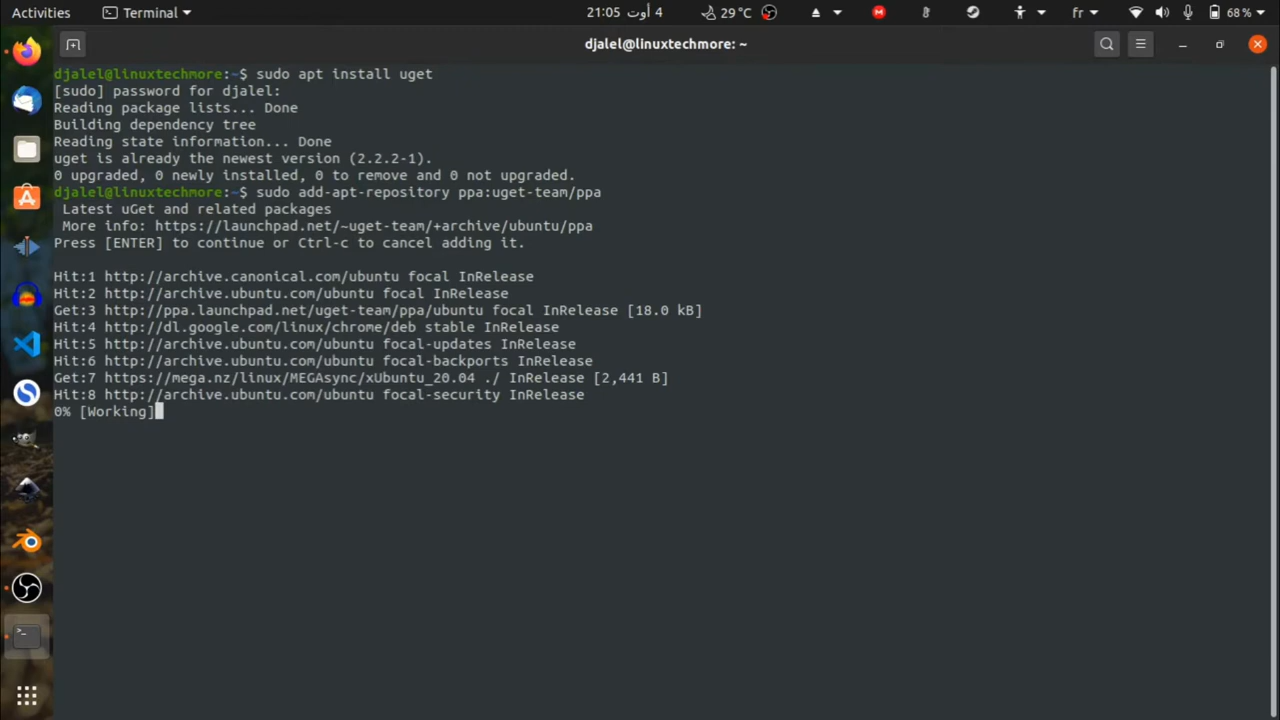 Activities
Terminal
4 أوت 21:05
29 °C
fr
68 %
djalel@linuxtechmore: ~
djalel@linuxtechmore:~$ sudo apt install uget
[sudo] password for djalel:
Reading package lists... Done
Building dependency tree
Reading state information... Done
uget is already the newest version (2.2.2-1).
0 upgraded, 0 newly installed, 0 to remove and 0 not upgraded.
djalel@linuxtechmore:~$ sudo add-apt-repository ppa:uget-team/ppa
 Latest uGet and related packages
 More info: https://launchpad.net/~uget-team/+archive/ubuntu/ppa
Press [ENTER] to continue or Ctrl-c to cancel adding it.
Hit:1 http://archive.canonical.com/ubuntu focal InRelease
Hit:2 http://archive.ubuntu.com/ubuntu focal InRelease
Get:3 http://ppa.launchpad.net/uget-team/ppa/ubuntu focal InRelease [18.0 kB]
Hit:4 http://dl.google.com/linux/chrome/deb stable InRelease
Hit:5 http://archive.ubuntu.com/ubuntu focal-updates InRelease
Hit:6 http://archive.ubuntu.com/ubuntu focal-backports InRelease
Get:7 https://mega.nz/linux/MEGAsync/xUbuntu_20.04 ./ InRelease [2,441 B]
Hit:8 http://archive.ubuntu.com/ubuntu focal-security InRelease
0% [Working]